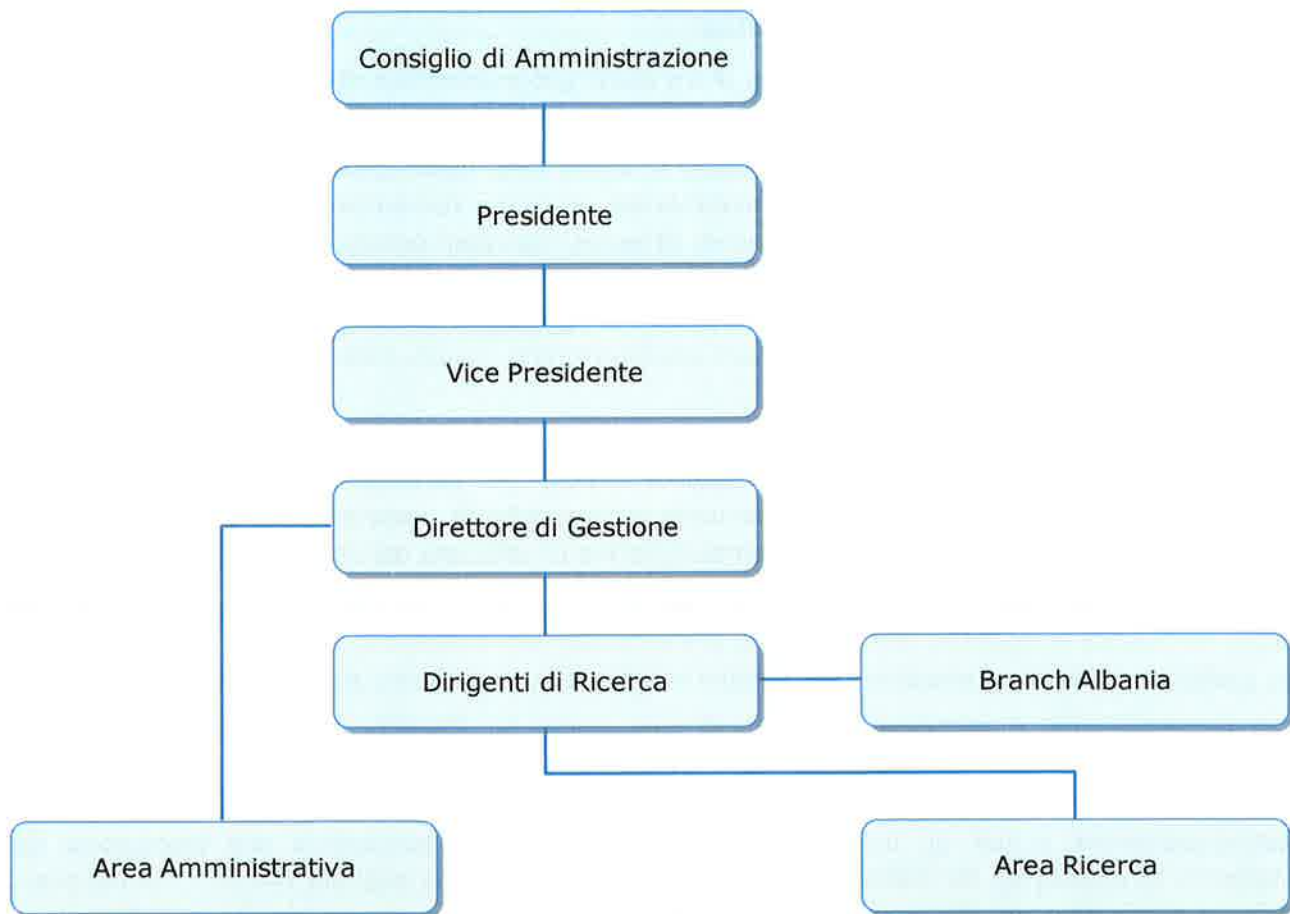 Consiglio di Amministrazione
Presidente
Vice Presidente
Direttore di Gestione
Dirigenti di Ricerca
Branch Albania
Area Amministrativa
Area Ricerca